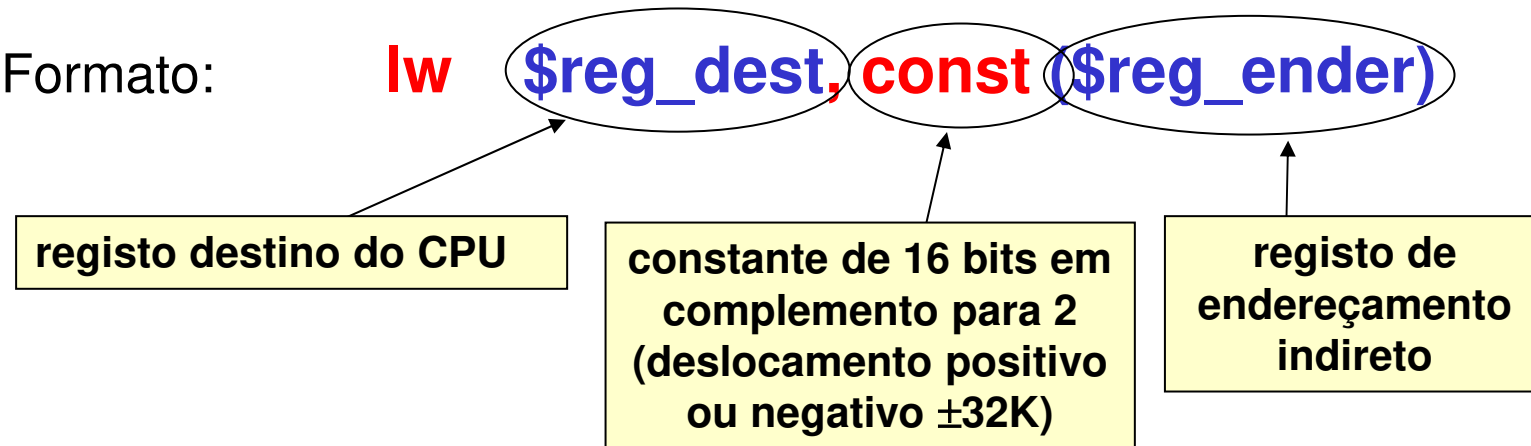 Formato: lw $reg_dest, const ($reg_ender)
registo destino do CPU
constante de 16 bits em
complemento para 2
(deslocamento positivo
ou negativo ±32K)
registo de
endereçamento
indireto